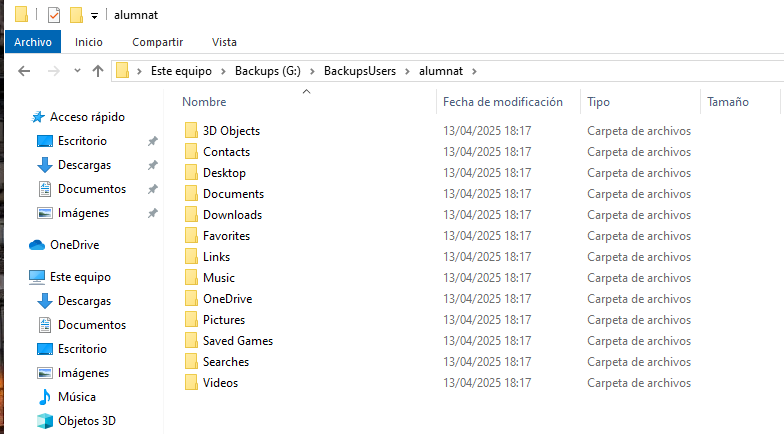 alumnat
Archivo Inicio Compartir Vista
Este equipo Backups (G:) BackupsUsers alumnat
Nombre Fecha de modificación Tipo Tamaño
Acceso rápido
Escritorio
Descargas
Documentos
Imágenes
OneDrive
Este equipo
Descargas
Documentos
Escritorio
Imágenes
Música
Objetos 3D
3D Objects 13/04/2025 18:17 Carpeta de archivos
Contacts 13/04/2025 18:17 Carpeta de archivos
Desktop 13/04/2025 18:17 Carpeta de archivos
Documents 13/04/2025 18:17 Carpeta de archivos
Downloads 13/04/2025 18:17 Carpeta de archivos
Favorites 13/04/2025 18:17 Carpeta de archivos
Links 13/04/2025 18:17 Carpeta de archivos
Music 13/04/2025 18:17 Carpeta de archivos
OneDrive 13/04/2025 18:17 Carpeta de archivos
Pictures 13/04/2025 18:17 Carpeta de archivos
Saved Games 13/04/2025 18:17 Carpeta de archivos
Searches 13/04/2025 18:17 Carpeta de archivos
Videos 13/04/2025 18:17 Carpeta de archivos